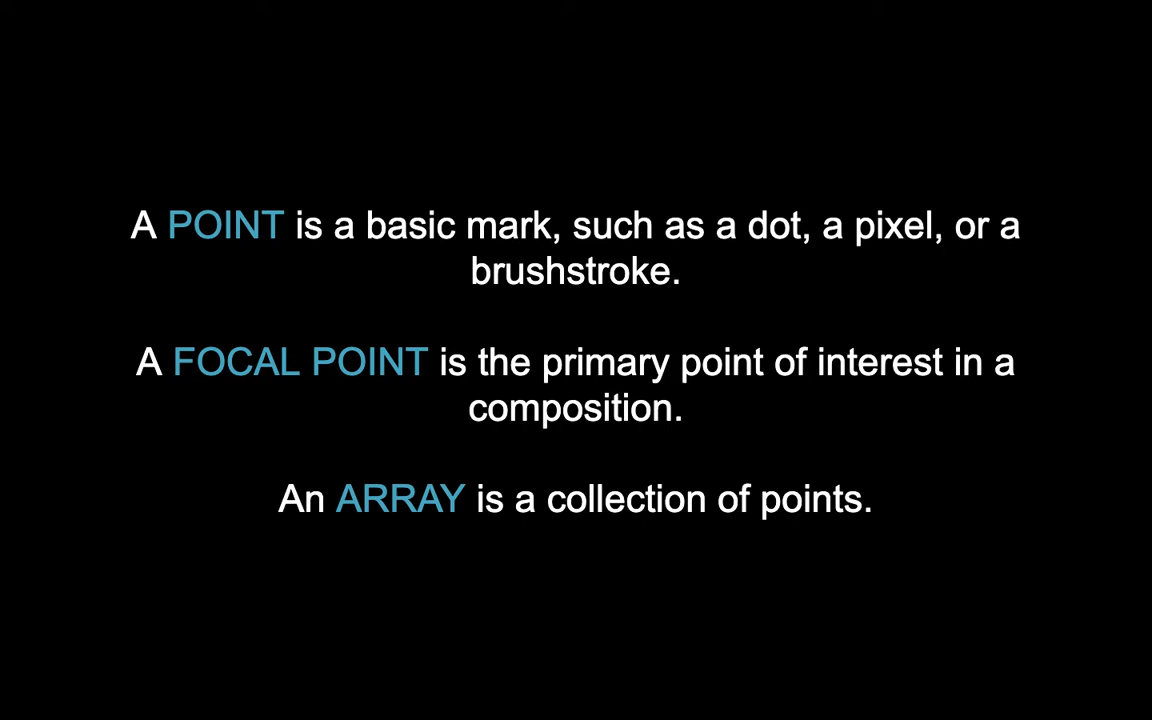 A POINT is a basic mark, such as a dot, a pixel, or a
brushstroke.
A FOCAL POINT is the primary point of interest in a
composition.
An ARRAY is a collection of points.